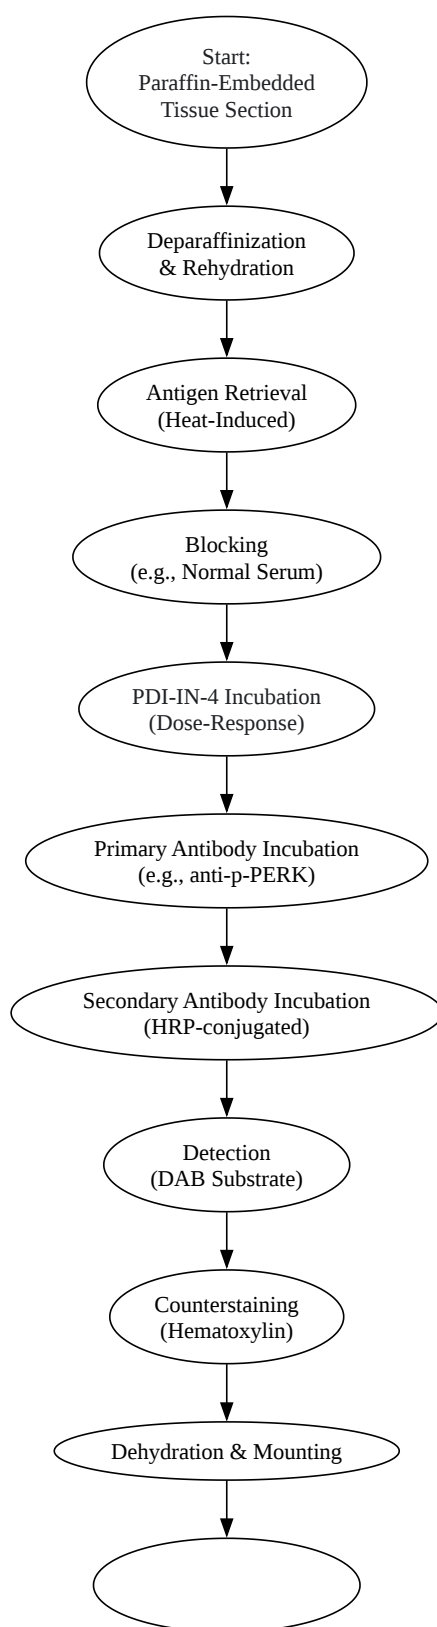 Start:
Paraffin-Embedded
Tissue Section
Deparaffinization
& Rehydration
Antigen Retrieval
(Heat-Induced)
Blocking
(e.g., Normal Serum)
PDI-IN-4 Incubation
(Dose-Response)
Primary Antibody Incubation
(e.g., anti-p-PERK)
Secondary Antibody Incubation
(HRP-conjugated)
Detection
(DAB Substrate)
Counterstaining
(Hematoxylin)
Dehydration & Mounting